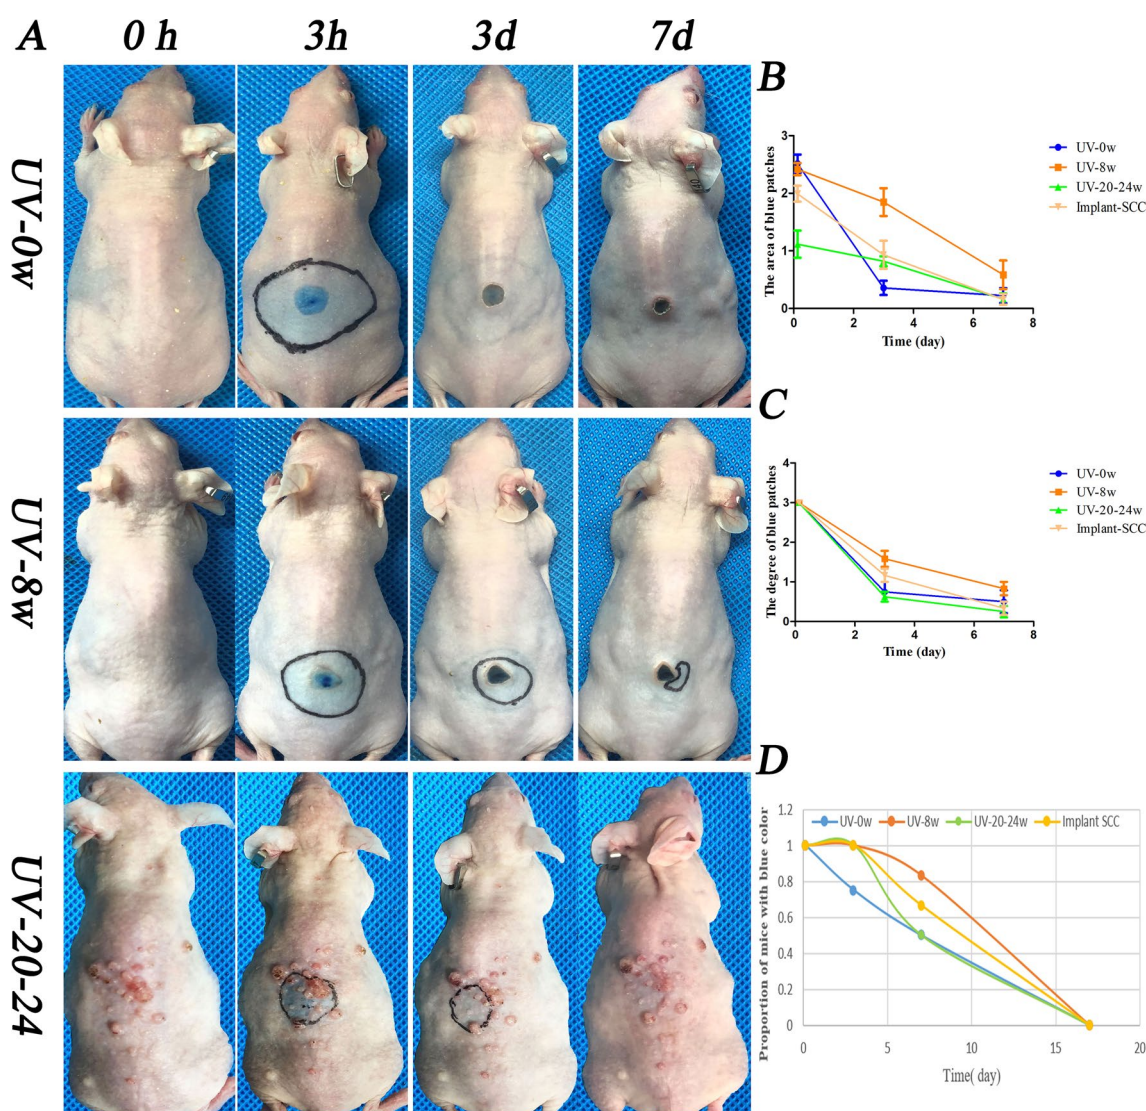 A
0 h
3h
3d
7d
UV-0w
UV-8w
UV-20-24
B
3
2
1
0
0
2
4
6
8
The area of blue patches
Time (day)
UV-0w
UV-8w
UV-20-24w
Implant-SCC
C
4
3
2
1
0
0
2
4
6
8
The degree of blue patches
Time (day)
UV-0w
UV-8w
UV-20-24w
Implant-SCC
D
1.2
1
0.8
0.6
0.4
0.2
0
0
5
10
15
20
UV-0w
UV-8w
UV-20-24w
Implant SCC
Proportion of mice with blue color
Time( day)